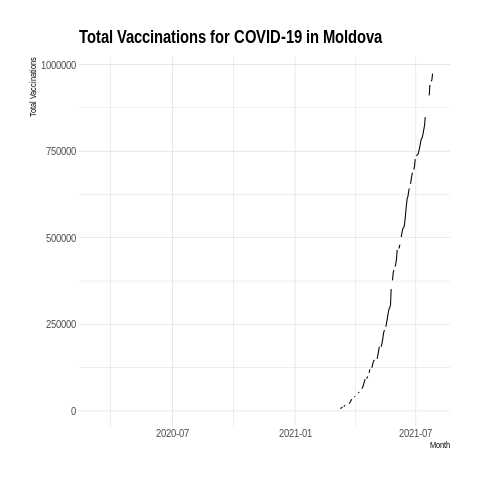 Total Vaccinations for COVID-19 in Moldova
Total Vaccinations
1000000
750000
500000
250000
0
2020-07
2021-01
2021-07
Month